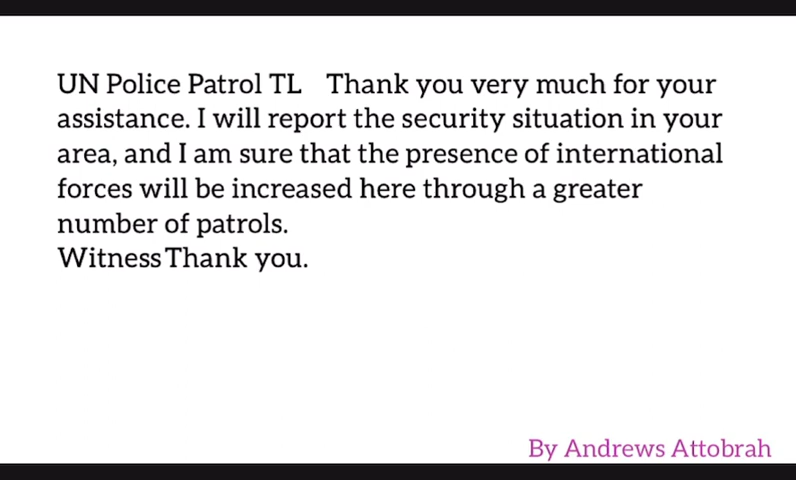 UN Police Patrol TL Thank you very much for your
assistance. I will report the security situation in your
area, and I am sure that the presence of international
forces will be increased here through a greater
number of patrols.
Witness Thank you.
By Andrews Attobrah